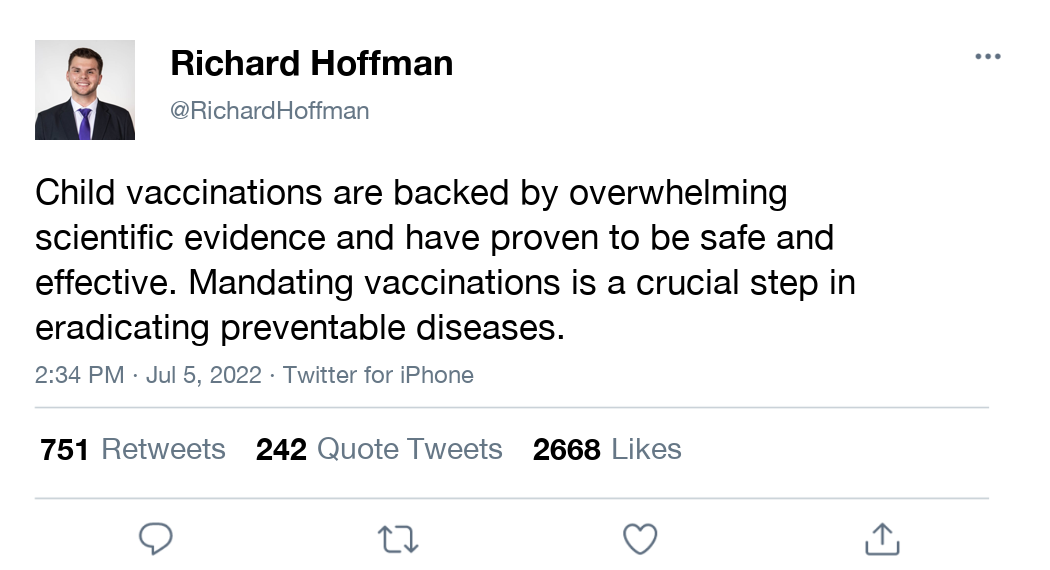 Richard Hoffman
@RichardHoffman
Child vaccinations are backed by overwhelming
scientific evidence and have proven to be safe and
effective. Mandating vaccinations is a crucial step in
eradicating preventable diseases.
2:34 PM · Jul 5, 2022 · Twitter for iPhone
751 Retweets 242 Quote Tweets 2668 Likes